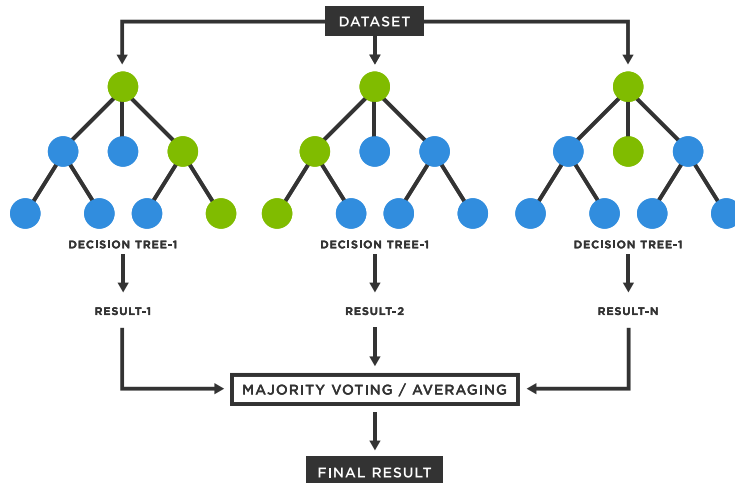 DATASET
DECISION TREE-1
DECISION TREE-1
DECISION TREE-1
RESULT-1
RESULT-2
RESULT-N
MAJORITY VOTING / AVERAGING
FINAL RESULT